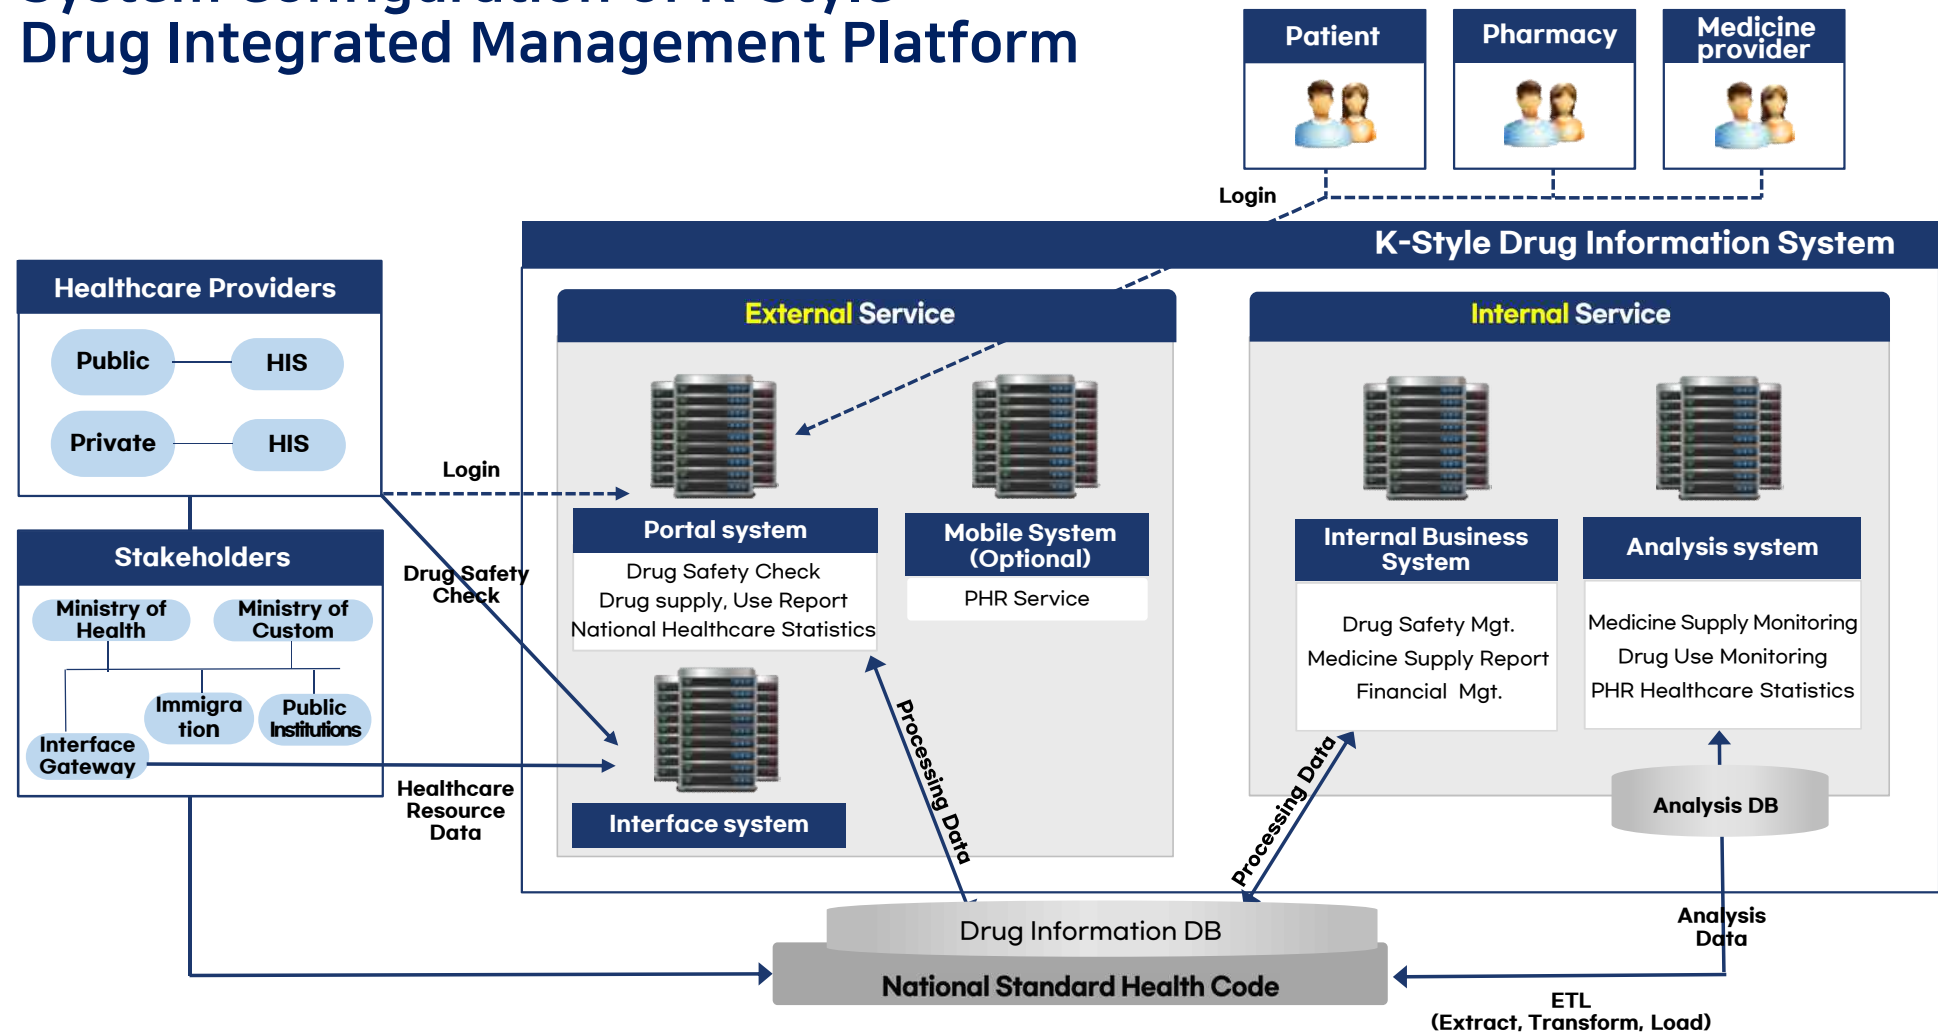 System Configuration of K-Style
Drug Integrated Management Platform
Patient
Pharmacy
Medicine
provider
Login
K-Style Drug Information System
Healthcare Providers
Public
HIS
Private
HIS
Login
Stakeholders
Ministry of
Health
Ministry of
Custom
Immigra
tion
Public
Institutions
Interface
Gateway
Drug Safety
Check
Healthcare
Resource
Data
External Service
Portal system
Drug Safety Check
Drug supply, Use Report
National Healthcare Statistics
Mobile System
(Optional)
PHR Service
Interface system
Processing Data
Internal Service
Internal Business
System
Drug Safety Mgt.
Medicine Supply Report
Financial Mgt.
Analysis system
Medicine Supply Monitoring
Drug Use Monitoring
PHR Healthcare Statistics
Processing Data
Analysis DB
Analysis
Data
Drug Information DB
National Standard Health Code
ETL
(Extract, Transform, Load)